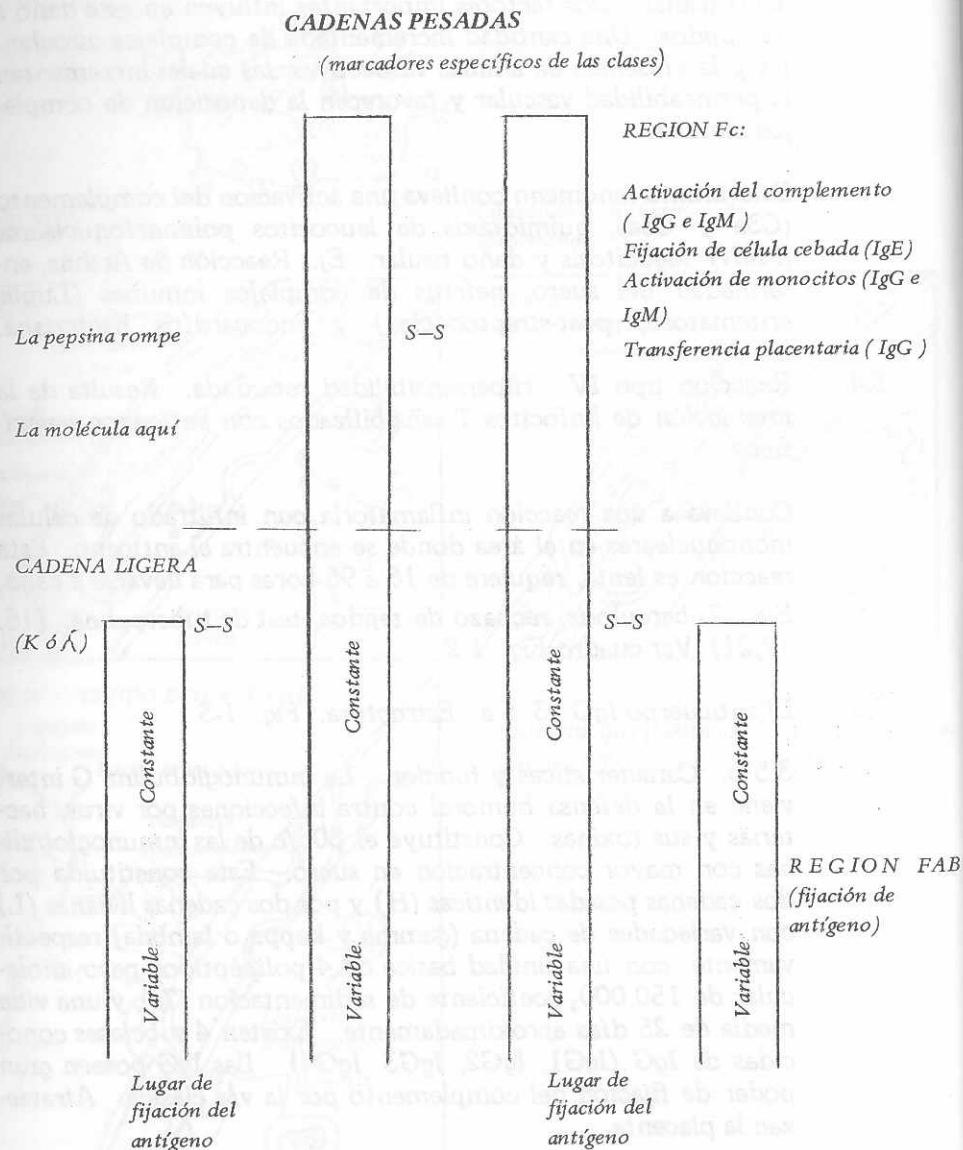 CADENAS PESADAS
(marcadores específicos de las clases)
REGION Fc:
Activación del complemento
( IgG e IgM )
Fijación de célula cebada (IgE)
Activación de monocitos (IgG e
IgM)
Transferencia placentaria ( IgG )
La pepsina rompe
S—S
La molécula aquí
CADENA LIGERA
(K ó Λ)
S—S
S—S
Constante
Constante
Constante
Constante
Variable
Variable.
Variable
Variable
REGION FAB
(fijación de
antígeno)
Lugar de
fijación del
antígeno
Lugar de
fijación del
antígeno